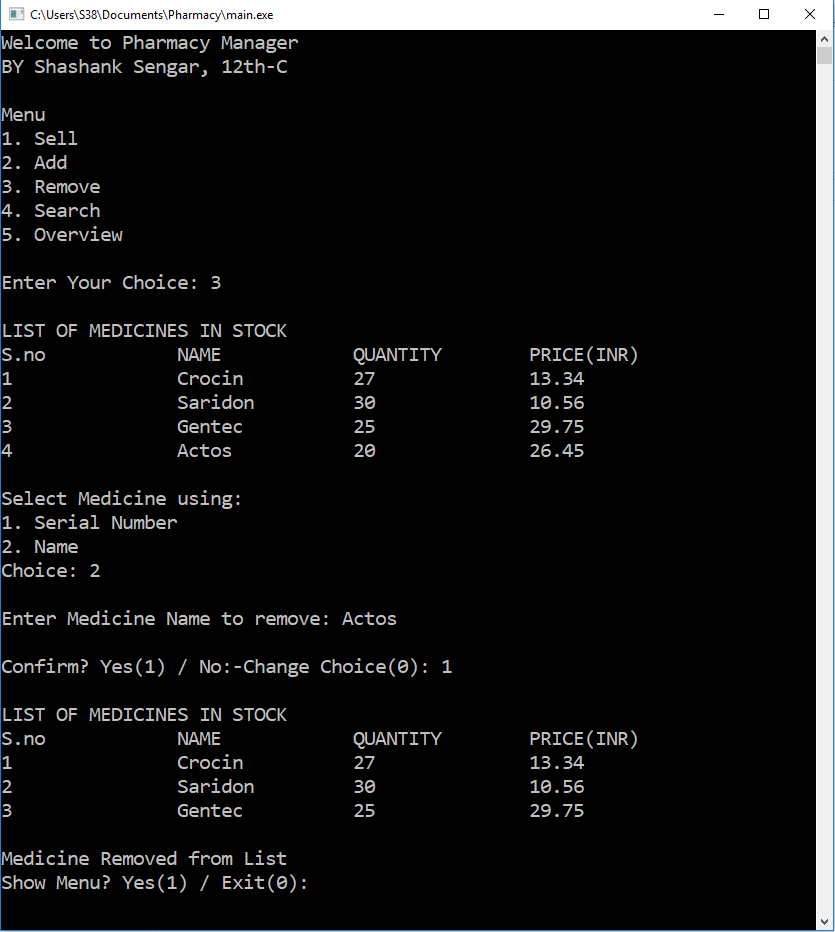 C:\Users\S38\Documents\Pharmacy\main.exe
Welcome to Pharmacy Manager
BY Shashank Sengar, 12th-C
Menu
1. Sell
2. Add
3. Remove
4. Search
5. Overview
Enter Your Choice: 3
LIST OF MEDICINES IN STOCK
S.no NAME QUANTITY PRICE(INR)
1 Crocin 27 13.34
2 Saridon 30 10.56
3 Gentec 25 29.75
4 Actos 20 26.45
Select Medicine using:
1. Serial Number
2. Name
Choice: 2
Enter Medicine Name to remove: Actos
Confirm? Yes(1) / No:-Change Choice(0): 1
LIST OF MEDICINES IN STOCK
S.no NAME QUANTITY PRICE(INR)
1 Crocin 27 13.34
2 Saridon 30 10.56
3 Gentec 25 29.75
Medicine Removed from List
Show Menu? Yes(1) / Exit(0):